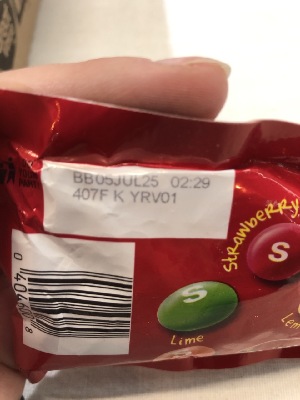 BB05JUL25 02:29
407F K YRV01
Strawberry
S
S
Lime